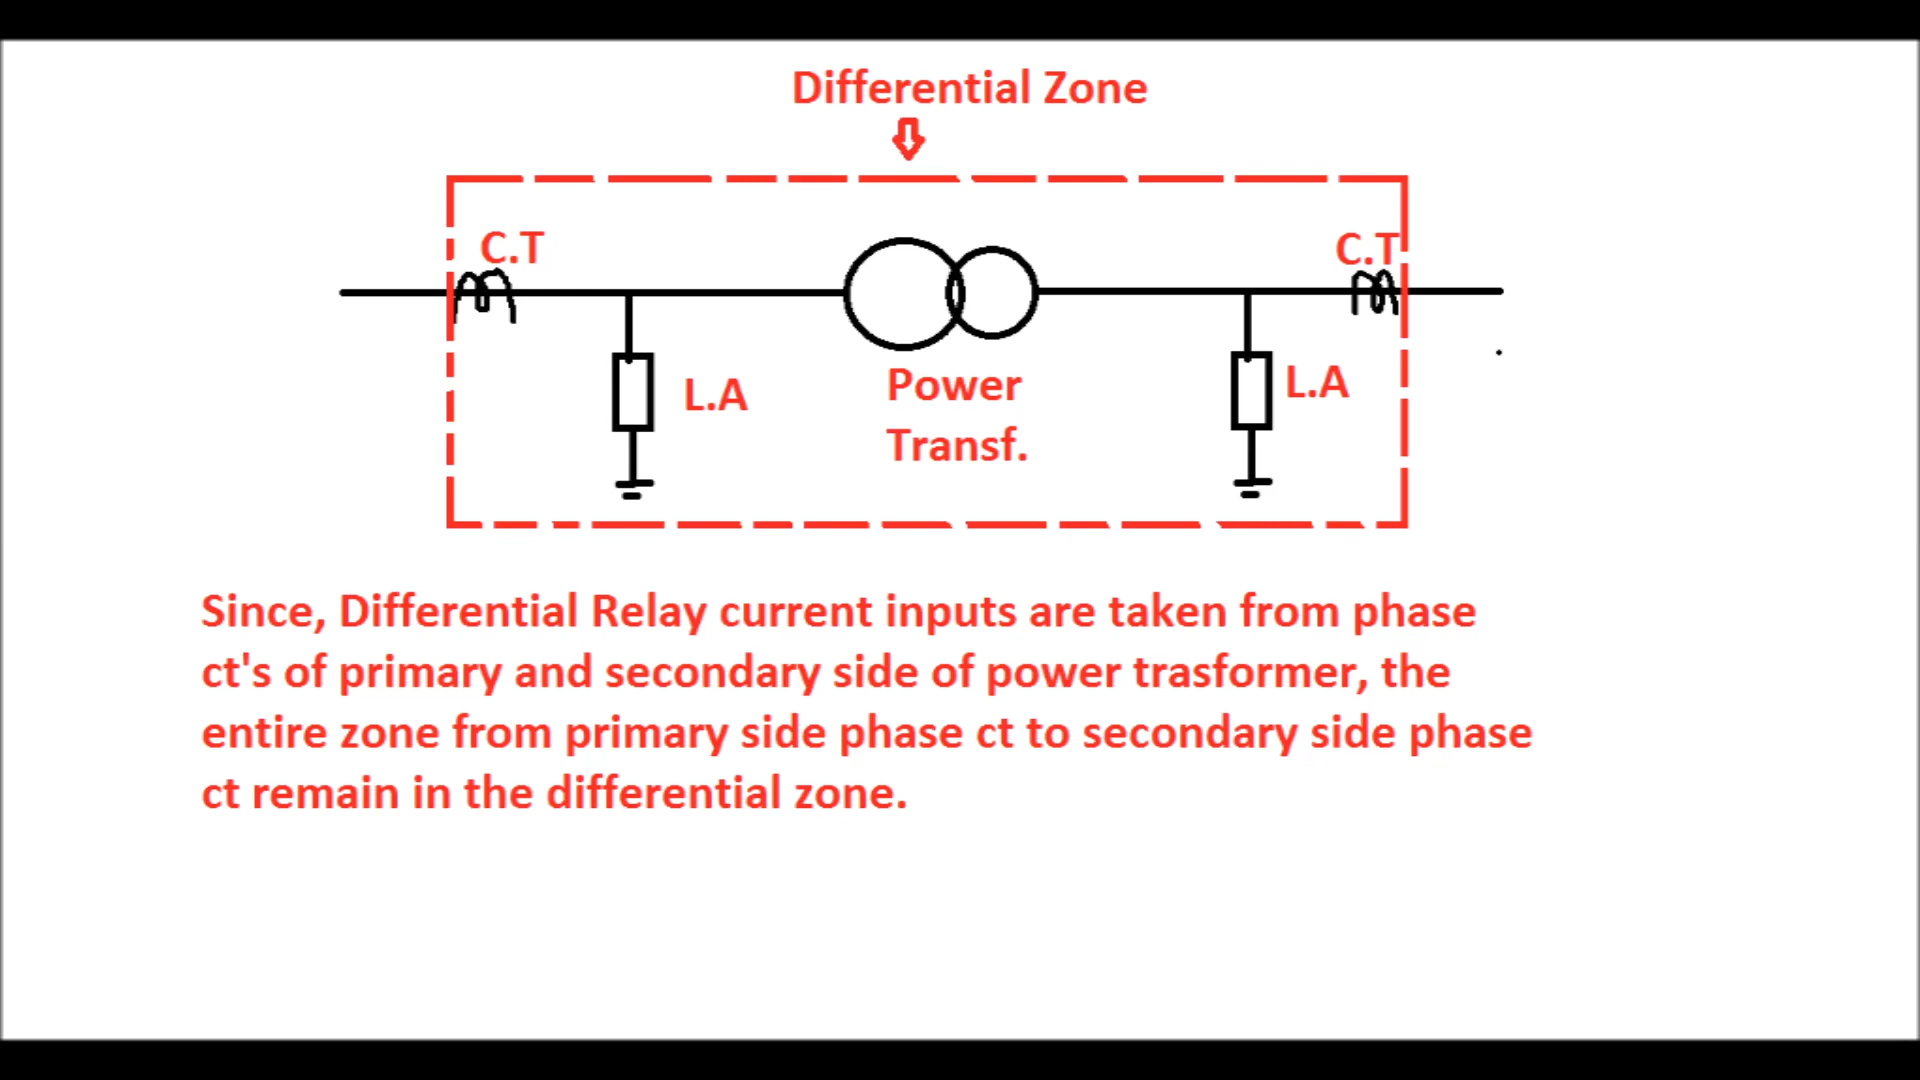 Differential Zone
C.T
C.T
L.A
Power
Transf.
L.A
Since, Differential Relay current inputs are taken from phase
ct's of primary and secondary side of power trasformer, the
entire zone from primary side phase ct to secondary side phase
ct remain in the differential zone.